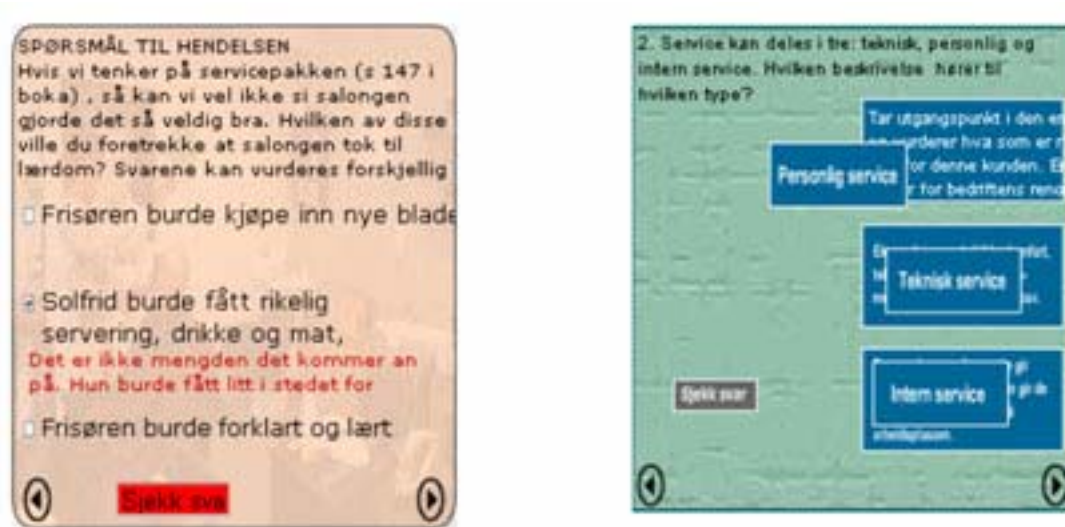 SPØRSMÅL TIL HENDELSEN
Hvis vi tenker på servicepakken (s 147 i
boka) , så kan vi vel ikke si salongen
gjorde det så veldig bra. Hvilken av disse
ville du foretrekke at salongen tok til
lærdom? Svarene kan vurderes forskjellig
Frisøren burde kjøpe inn nye blade
Solfrid burde fått rikelig
servering, drikke og mat,
Det er ikke mengden det kommer an
på. Hun burde fått litt i stedet for
Frisøren burde forklart og lært
Sjekk sva
2. Service kan deles i tre: teknisk, personlig og
intern service. Hvilken beskrivelse hører til
hvilken type?
Tar utgangspunkt i den
vurderer hva som er
for denne kunden.
for bedriftens
Personlig service
Teknisk service
Intern service
arbeidsplassen.
Sjekk svar